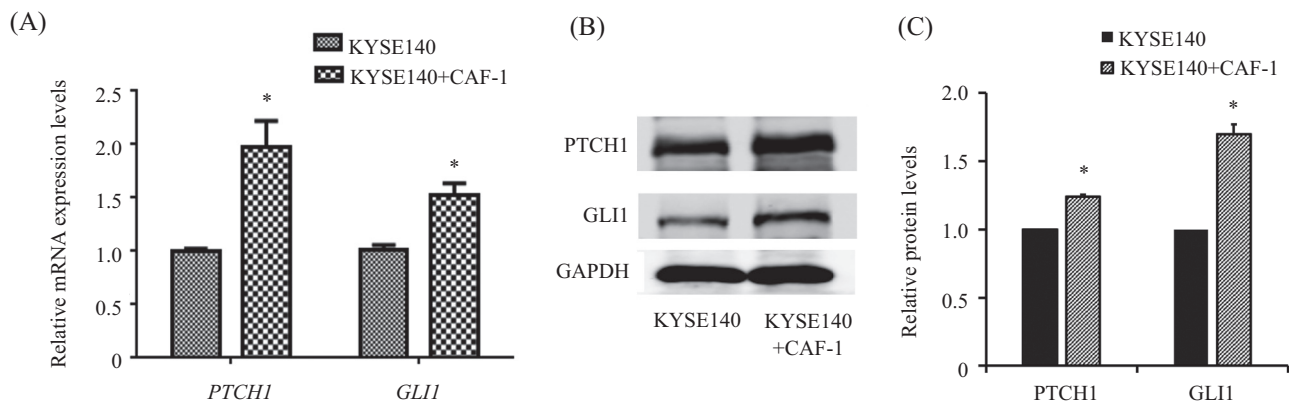 (A)
KYSE140
KYSE140+CAF-1
Relative mRNA expression levels
2.5
2.0
1.5
1.0
0.5
0
*
*
PTCH1
GLI1
(B)
PTCH1
GLI1
GAPDH
KYSE140
KYSE140
+CAF-1
(C)
KYSE140
KYSE140+CAF-1
Relative protein levels
2.0
1.5
1.0
0.5
0
*
*
PTCH1
GLI1